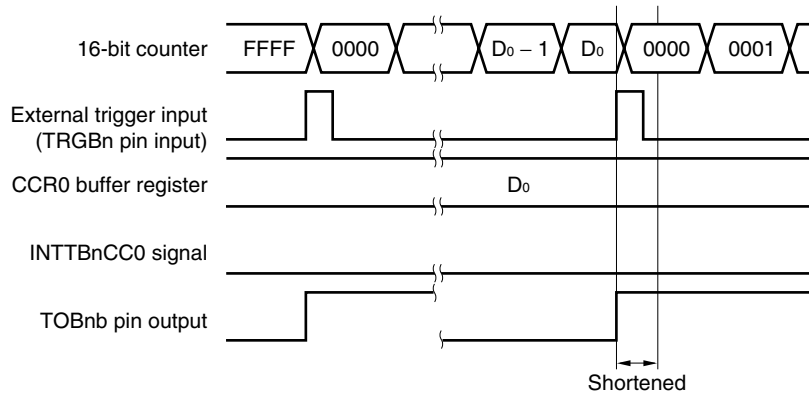 16-bit counter FFFF 0000 D0 − 1 D0 0000 0001
External trigger input
(TRGBn pin input)
CCR0 buffer register D0
INTTBnCC0 signal
TOBnb pin output
Shortened